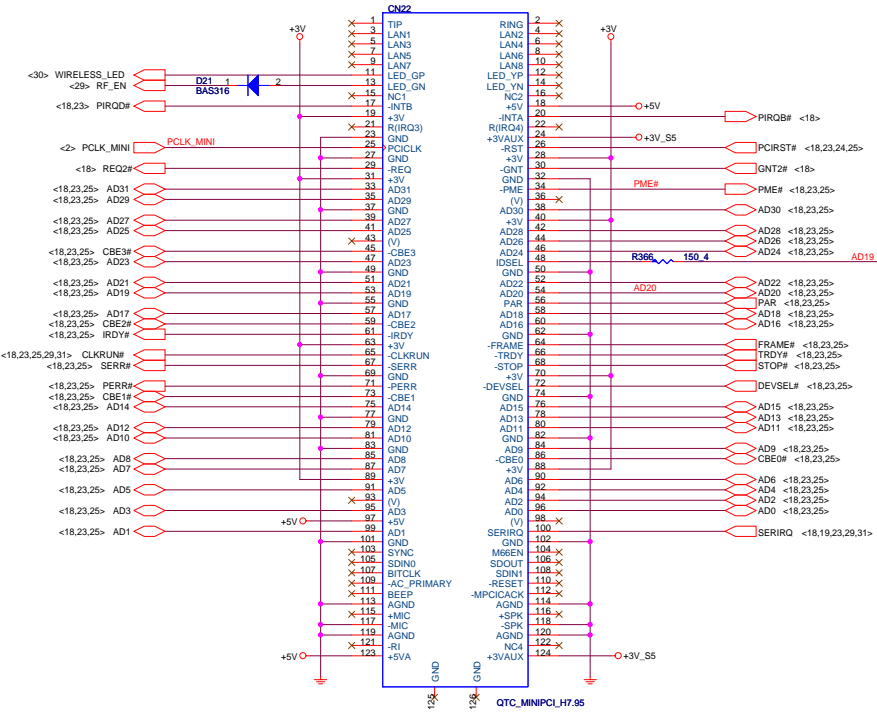 CN22
+3V
1 TIP RING 2
+3V
3 LAN1 LAN2 4
5 LAN3 LAN4 6
7 LAN5 LAN6 8
9 LAN7 LAN8 10
<30> WIRELESS_LED 11 LED_GP LED_YP 12
<29> RF_EN D21 1 2 13 LED_GN LED_YN 14
BAS316
15 NC1 NC2 16
<18,23> PIRQD# 17 -INTB +5V 18 +5V
19 +3V -INTA 20 PIRQB# <18>
21 R(IRQ3) R(IRQ4) 22
23 GND +3VAUX 24 +3V_S5
<2> PCLK_MINI PCLK_MINI 25 PCICLK -RST 26 PCIRST# <18,23,24,25>
27 GND +3V 28
<18> REQ2# 29 -REQ -GNT 30 GNT2# <18>
31 +3V GND 32
<18,23,25> AD31 33 AD31 -PME 34 PME# PME# <18,23,25>
<18,23,25> AD29 35 AD29 (V) 36
37 GND AD30 38 AD30 <18,23,25>
<18,23,25> AD27 39 AD27 +3V 40
<18,23,25> AD25 41 AD25 AD28 42 AD28 <18,23,25>
43 (V) AD26 44 AD26 <18,23,25>
<18,23,25> CBE3# 45 -CBE3 AD24 46 AD24 <18,23,25>
<18,23,25> AD23 47 AD23 IDSEL 48 R366 150_4 AD19
49 GND GND 50
<18,23,25> AD21 51 AD21 AD22 52 AD22 <18,23,25>
<18,23,25> AD19 53 AD19 AD20 54 AD20 AD20 <18,23,25>
55 GND PAR 56 PAR <18,23,25>
<18,23,25> AD17 57 AD17 AD18 58 AD18 <18,23,25>
<18,23,25> CBE2# 59 -CBE2 AD16 60 AD16 <18,23,25>
<18,23,25> IRDY# 61 -IRDY GND 62
63 +3V -FRAME 64 FRAME# <18,23,25>
<18,23,25,29,31> CLKRUN# 65 -CLKRUN -TRDY 66 TRDY# <18,23,25>
<18,23,25> SERR# 67 -SERR -STOP 68 STOP# <18,23,25>
69 GND +3V 70
<18,23,25> PERR# 71 -PERR -DEVSEL 72 DEVSEL# <18,23,25>
<18,23,25> CBE1# 73 -CBE1 GND 74
<18,23,25> AD14 75 AD14 AD15 76 AD15 <18,23,25>
77 GND AD13 78 AD13 <18,23,25>
<18,23,25> AD12 79 AD12 AD11 80 AD11 <18,23,25>
<18,23,25> AD10 81 AD10 GND 82
83 GND AD9 84 AD9 <18,23,25>
<18,23,25> AD8 85 AD8 -CBE0 86 CBE0# <18,23,25>
<18,23,25> AD7 87 AD7 +3V 88
89 +3V AD6 90 AD6 <18,23,25>
<18,23,25> AD5 91 AD5 AD4 92 AD4 <18,23,25>
93 (V) AD2 94 AD2 <18,23,25>
<18,23,25> AD3 95 AD3 AD0 96 AD0 <18,23,25>
+5V 97 +5V (V) 98
<18,23,25> AD1 99 AD1 SERIRQ 100 SERIRQ <18,19,23,29,31>
101 GND GND 102
103 SYNC M66EN 104
105 SDIN0 SDOUT 106
107 BITCLK SDIN1 108
109 -AC_PRIMARY -RESET 110
111 BEEP -MPCICACK 112
113 AGND AGND 114
115 +MIC +SPK 116
117 -MIC -SPK 118
119 AGND AGND 120
121 -RI NC4 122
+5V 123 +5VA +3VAUX 124 +3V_S5
GND GND
125 126
QTC_MINIPCI_H7.95